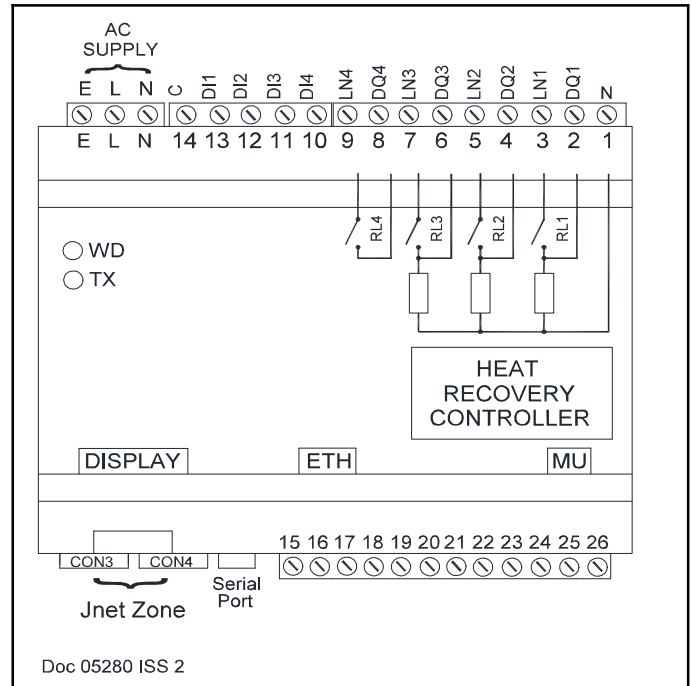 AC
SUPPLY
E L N C DI1 DI2 DI3 DI4 LN4 DQ4 LN3 DQ3 LN2 DQ2 LN1 DQ1 N
E L N 14 13 12 11 10 9 8 7 6 5 4 3 2 1
RL4 RL3 RL2 RL1
WD
TX
HEAT
RECOVERY
CONTROLLER
DISPLAY ETH MU
15 16 17 18 19 20 21 22 23 24 25 26
CON3 CON4
Jnet Zone
Serial
Port
Doc 05280 ISS 2